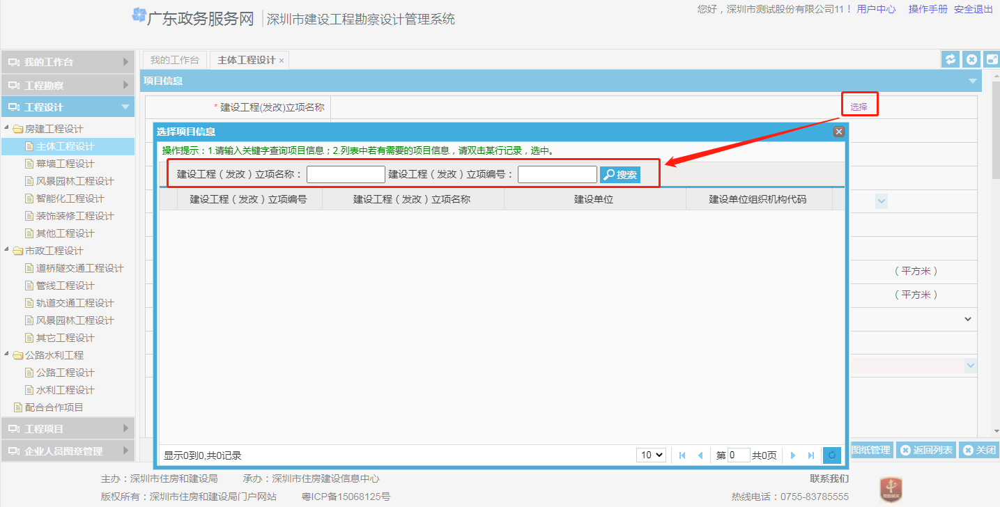 您好，深圳市测试股份有限公司11！ 用户中心 操作手册 安全退出
广东政务服务网 深圳市建设工程勘察设计管理系统
我的工作台
工程勘察
工程设计
房建工程设计
主体工程设计
幕墙工程设计
风景园林工程设计
智能化工程设计
装饰装修工程设计
其他工程设计
市政工程设计
道桥隧交通工程设计
管线工程设计
轨道交通工程设计
风景园林工程设计
其它工程设计
公路水利工程
公路工程设计
水利工程设计
配合合作项目
工程项目
企业人员图章管理
我的工作台 主体工程设计 ×
项目信息
* 建设工程(发改)立项名称 选择
选择项目信息
操作提示：1.请输入关键字查询项目信息；2.列表中若有需要的项目信息，请双击某行记录，选中。
建设工程（发改）立项名称： 建设工程（发改）立项编号： 搜索
建设工程（发改）立项编号 建设工程（发改）立项名称 建设单位 建设单位组织机构代码
（平方米）
（平方米）
显示0到0,共0记录 10 第 0 共0页
图纸管理 返回列表 关闭
主办：深圳市住房和建设局 承办：深圳市住房建设信息中心 联系我们
版权所有：深圳市住房和建设局门户网站 粤ICP备15068125号 热线电话：0755-83785555